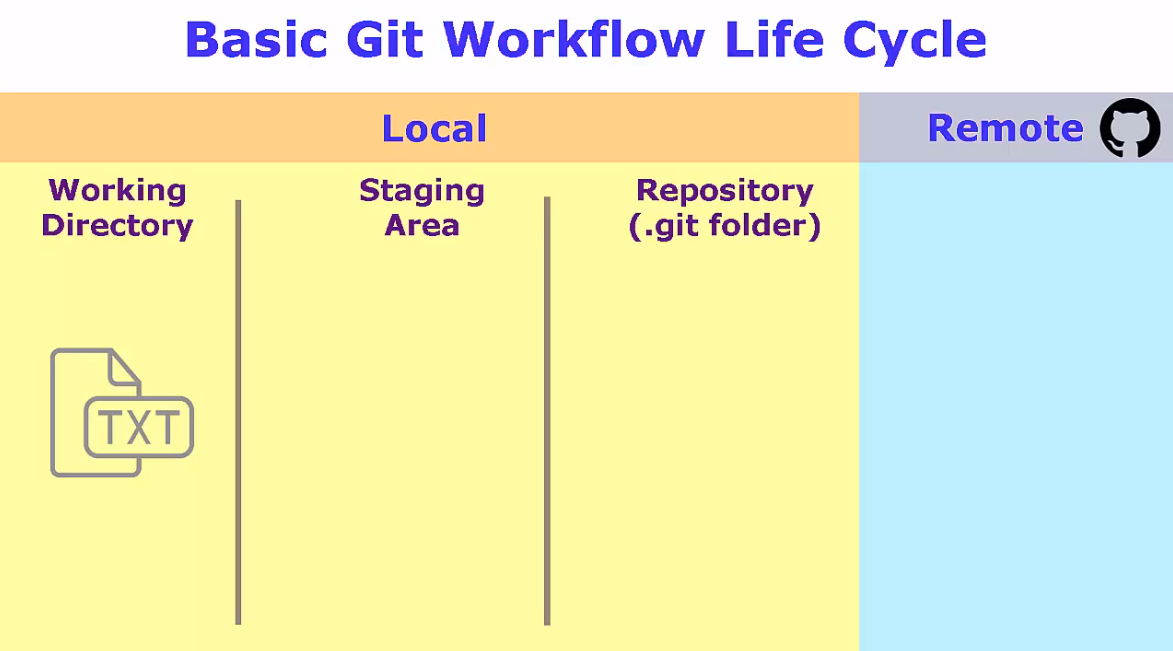 Basic Git Workflow Life Cycle
Local
Remote
Working
Directory
Staging
Area
Repository
(.git folder)
TXT